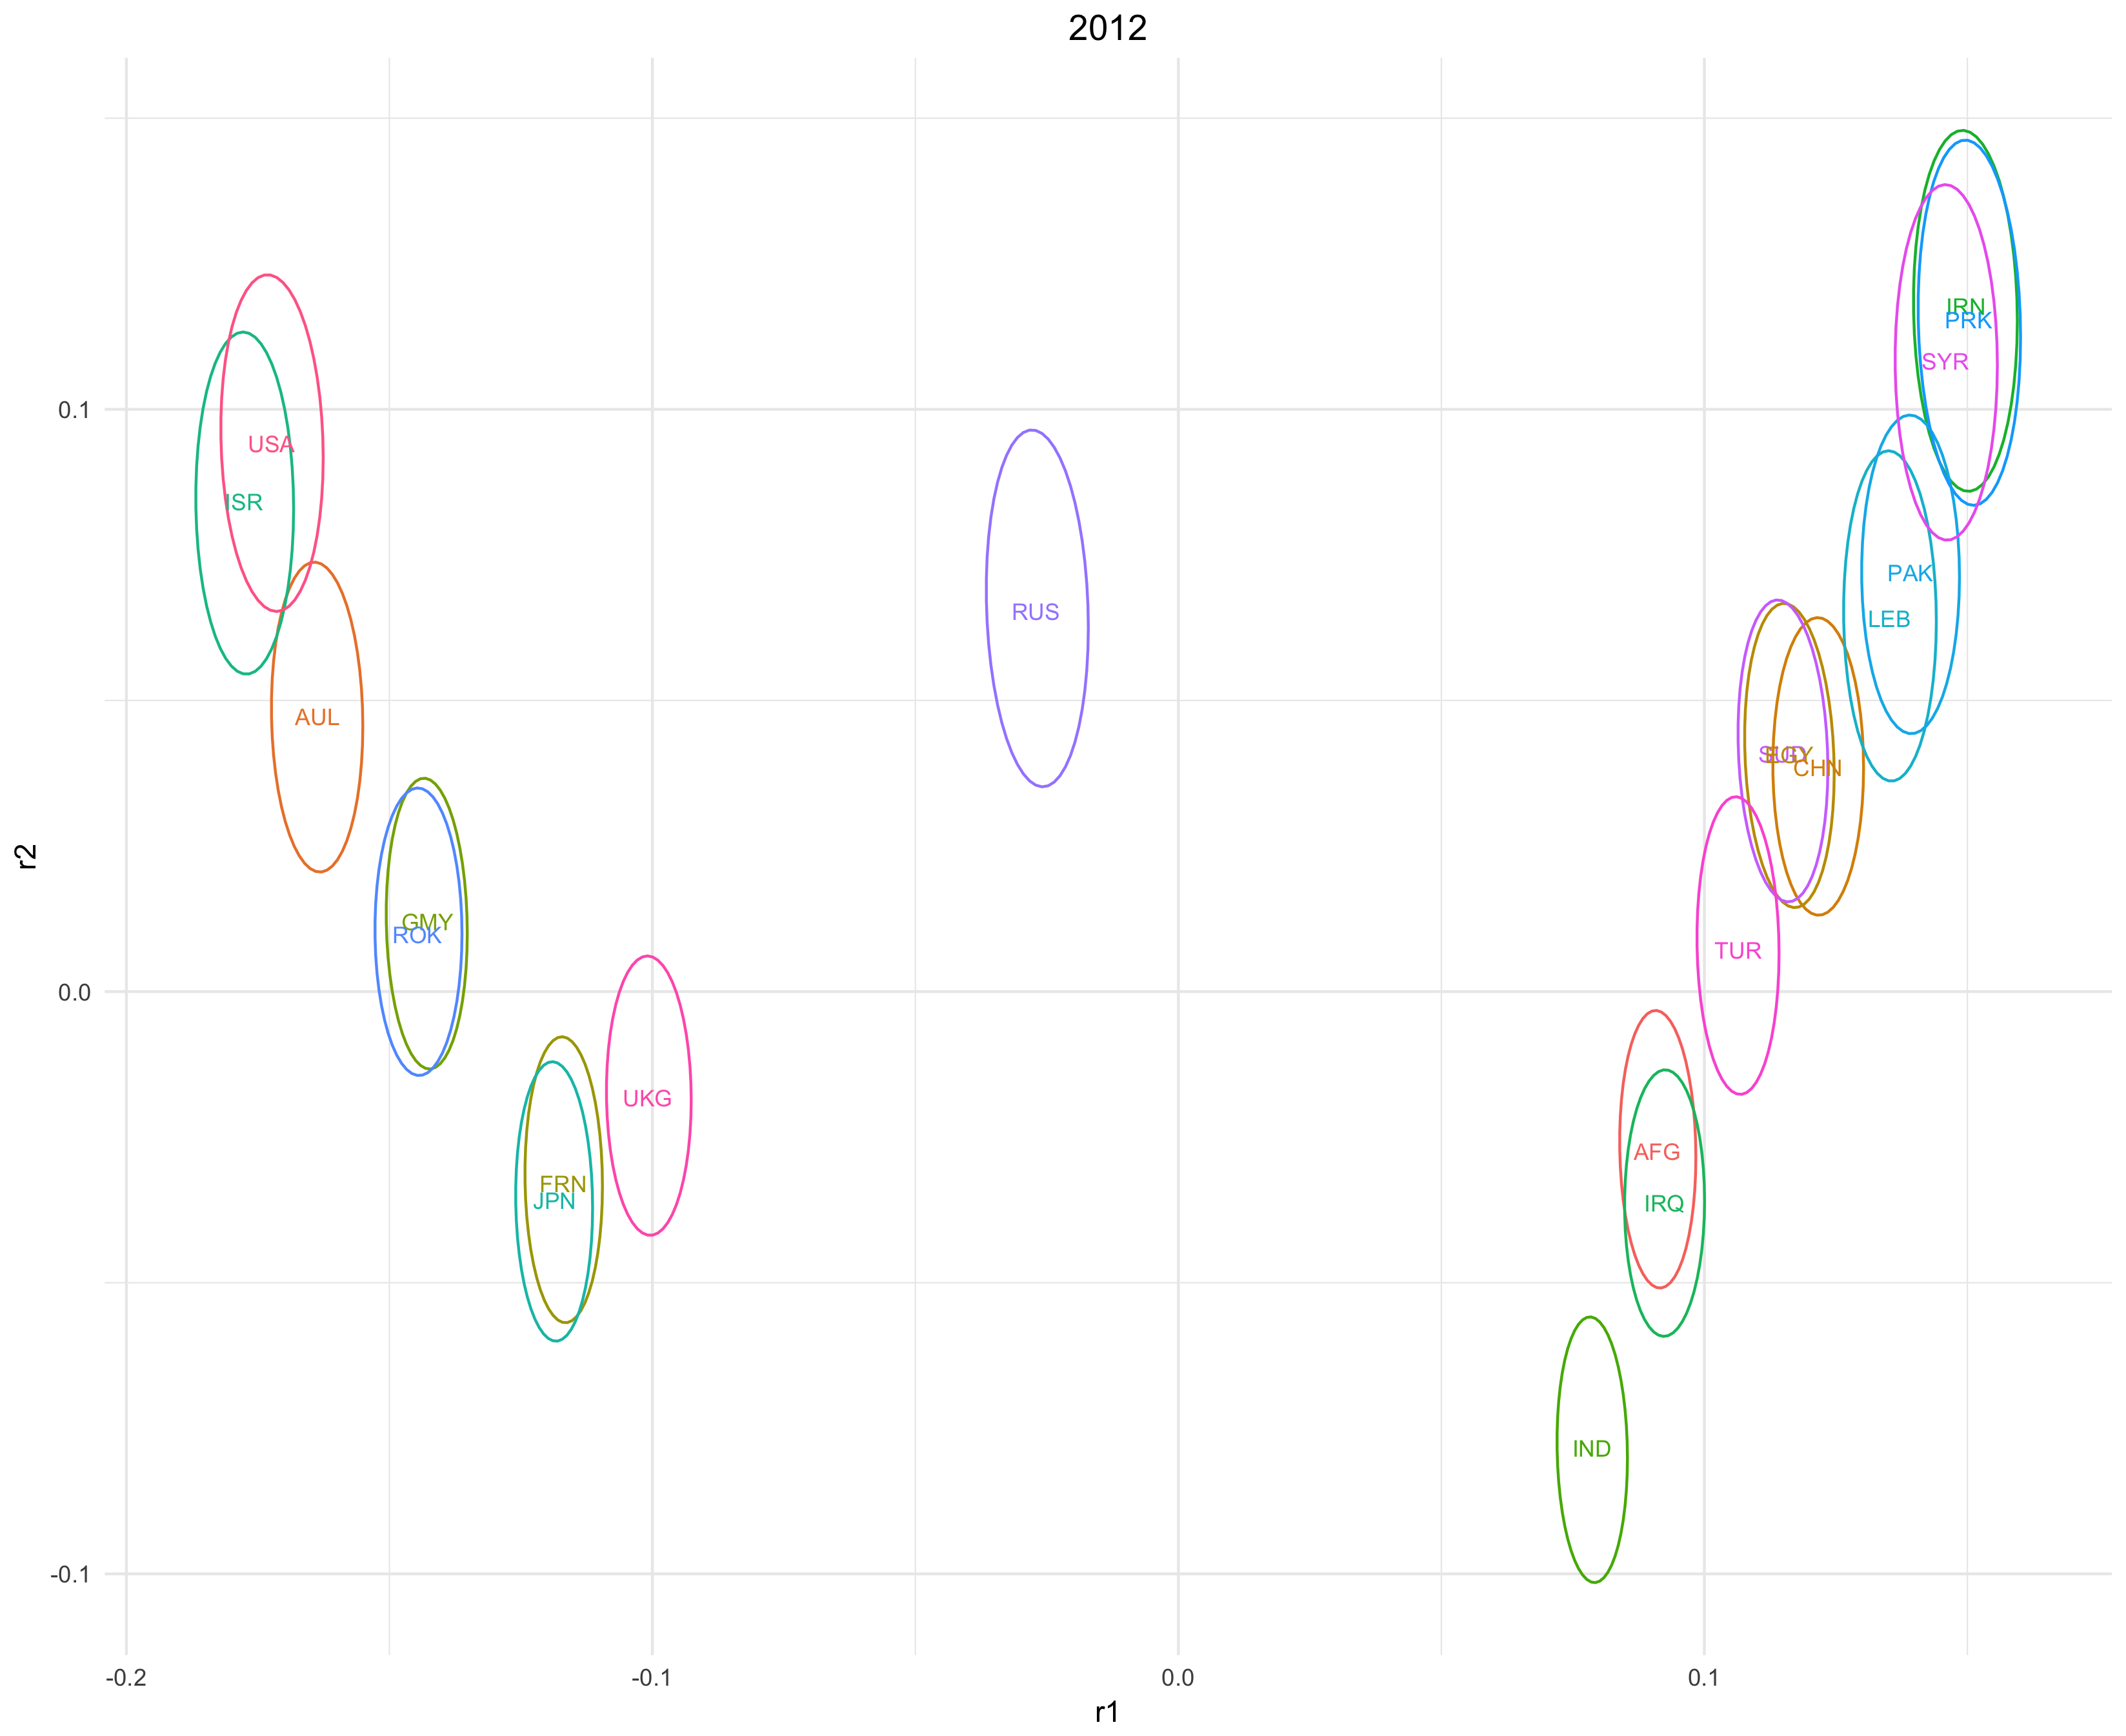 2012
IRN
PRK
SYR
0.1
USA
ISR
PAK
RUS
LEB
AUL
EGY
CHN
GMY
ROK
TUR
r2
0.0
UKG
AFG
FRN
JPN
IRQ
IND
-0.1
-0.2
-0.1
0.0
0.1
r1